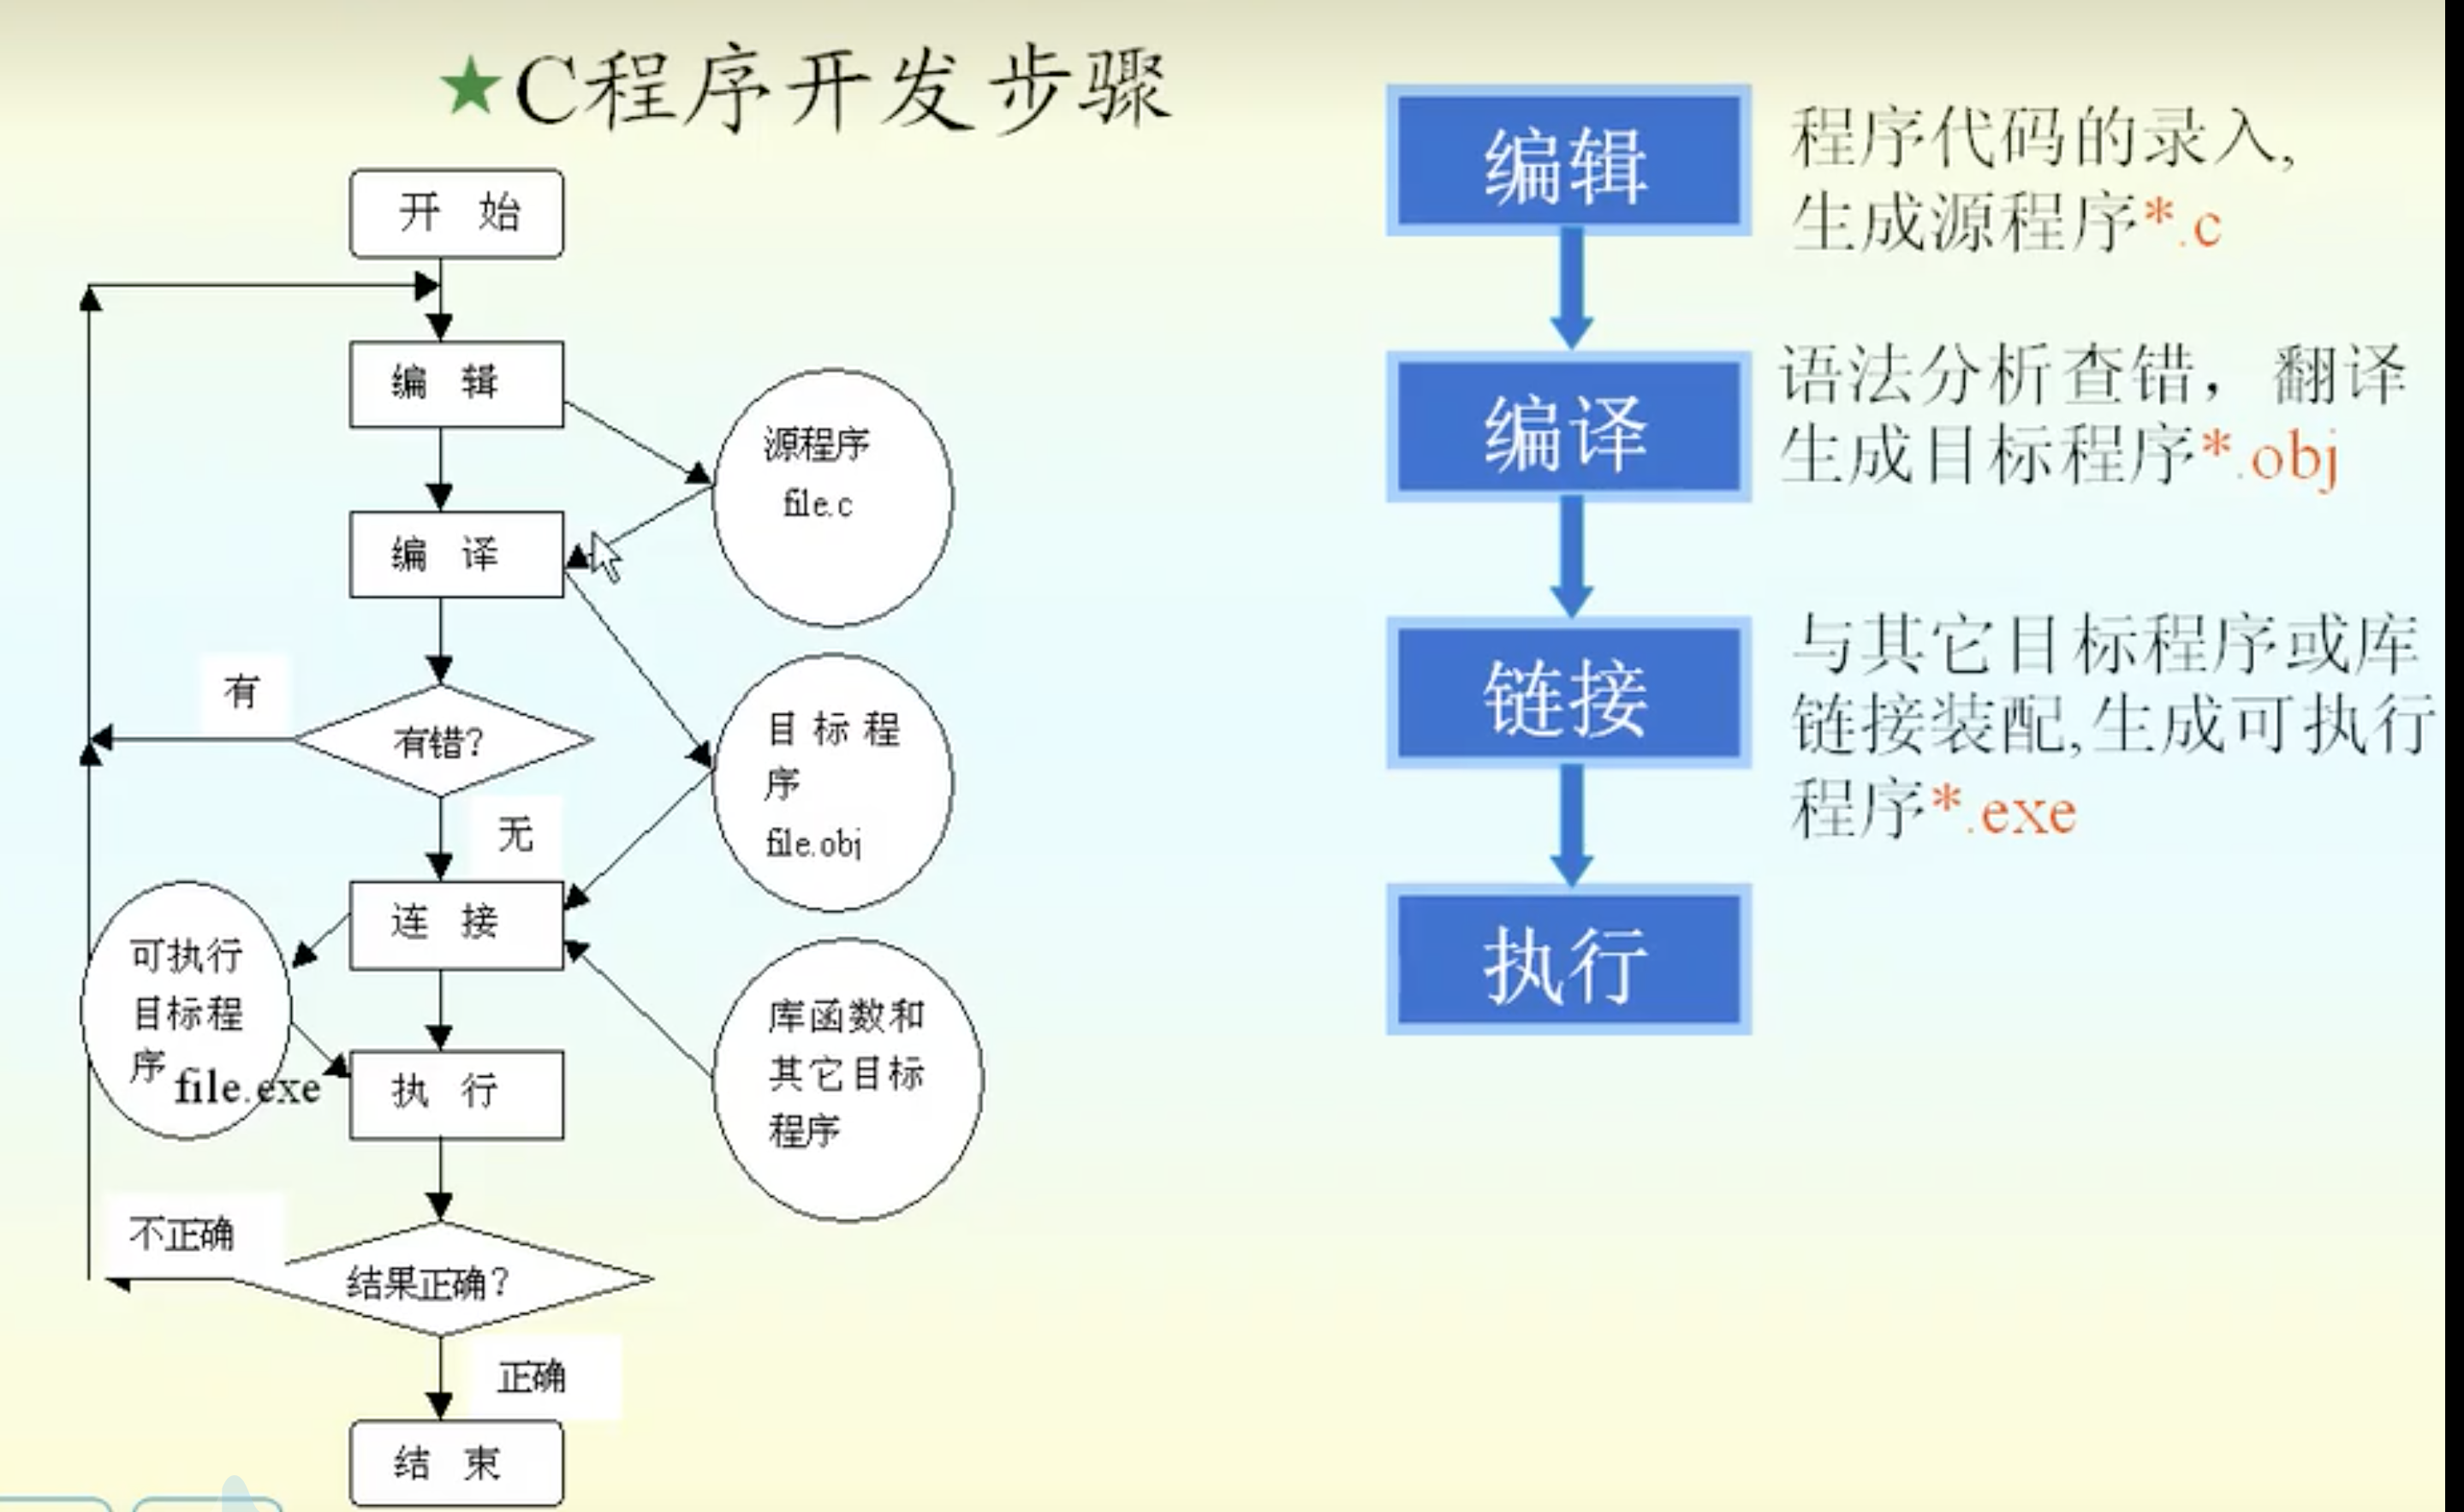 ★C程序开发步骤
开 始
编 辑
源程序
file.c
编 译
有
有错?
目 标 程
序
file.obj
无
连 接
可执行
目标程
序
file.exe
库函数和
其它目标
程序
执 行
不正确
结果正确?
正确
结 束
编辑
程序代码的录入,
生成源程序*.c
编译
语法分析查错，翻译
生成目标程序*.obj
链接
与其它目标程序或库
链接装配,生成可执行
程序*.exe
执行